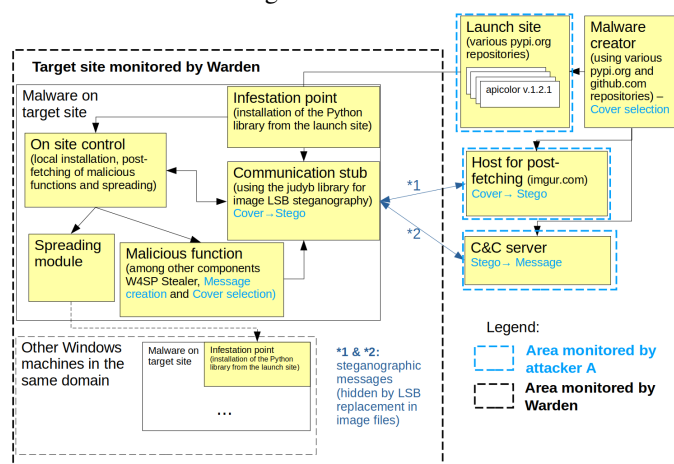 Target site monitored by Warden
Malware on
target site
Infestation point
(installation of the Python
library from the launch site)
On site control
(local installation, post-
fetching of malicious
functions and spreading)
Communication stub
(using the judyb library for
image LSB steganography)
Cover→Stego
Spreading
module
Malicious function
(among other components
W4SP Stealer, Message
creation and Cover selection)
Other Windows
machines in the
same domain
Malware on
target site
Infestation point
(installation of the Python
library from the launch site)
...
*1
*2
*1 & *2:
steganographic
messages
(hidden by LSB
replacement in
image files)
Launch site
(various pypi.org
repositories)
apicolor v.1.2.1
Malware
creator
(using various
pypi.org and
github.com
repositories) –
Cover selection
Host for post-
fetching (imgur.com)
Cover→ Stego
C&C server
Stego→ Message
Legend:
Area monitored by
attacker A
Area monitored by
Warden